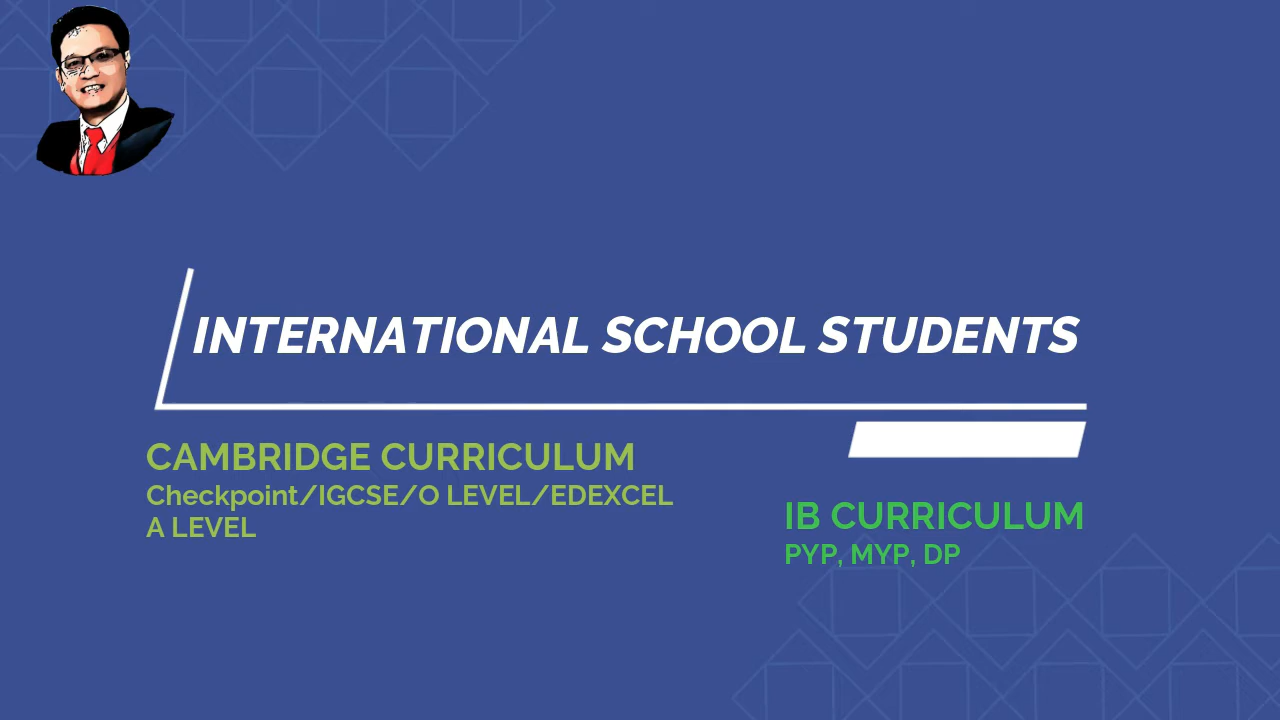 INTERNATIONAL SCHOOL STUDENTS
CAMBRIDGE CURRICULUM
Checkpoint/IGCSE/O LEVEL/EDEXCEL
A LEVEL
IB CURRICULUM
PYP, MYP, DP